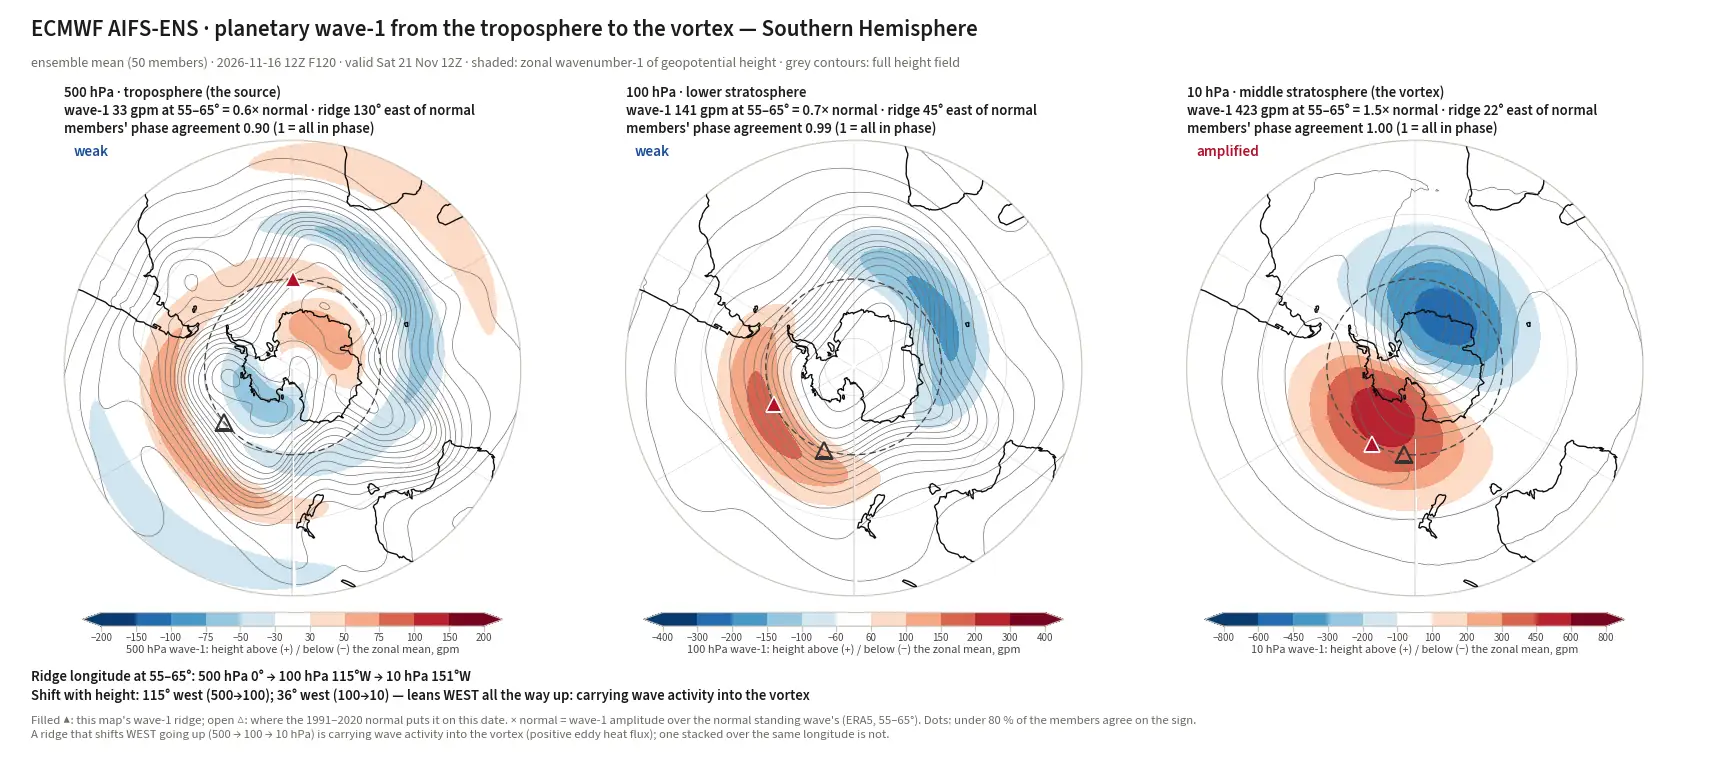 ECMWF AIFS-ENS · planetary wave-1 from the troposphere to the vortex — Southern Hemisphere
ensemble mean (50 members) · 2026-11-16 12Z F120 · valid Sat 21 Nov 12Z · shaded: zonal wavenumber-1 of geopotential height · grey contours: full height field
500 hPa · troposphere (the source)
wave-1 33 gpm at 55–65° = 0.6× normal · ridge 130° east of normal
members' phase agreement 0.90 (1 = all in phase)
weak
100 hPa · lower stratosphere
wave-1 141 gpm at 55–65° = 0.7× normal · ridge 45° east of normal
members' phase agreement 0.99 (1 = all in phase)
weak
10 hPa · middle stratosphere (the vortex)
wave-1 423 gpm at 55–65° = 1.5× normal · ridge 22° east of normal
members' phase agreement 1.00 (1 = all in phase)
amplified
−200 −150 −100 −75 −50 −30 30 50 75 100 150 200
500 hPa wave-1: height above (+) / below (−) the zonal mean, gpm
−400 −300 −200 −150 −100 −60 60 100 150 200 300 400
100 hPa wave-1: height above (+) / below (−) the zonal mean, gpm
−800 −600 −450 −300 −200 −100 100 200 300 450 600 800
10 hPa wave-1: height above (+) / below (−) the zonal mean, gpm
Ridge longitude at 55–65°: 500 hPa 0° → 100 hPa 115°W → 10 hPa 151°W
Shift with height: 115° west (500→100); 36° west (100→10) — leans WEST all the way up: carrying wave activity into the vortex
Filled ▲: this map's wave-1 ridge; open △: where the 1991–2020 normal puts it on this date. × normal = wave-1 amplitude over the normal standing wave's (ERA5, 55–65°). Dots: under 80 % of the members agree on the sign.
A ridge that shifts WEST going up (500 → 100 → 10 hPa) is carrying wave activity into the vortex (positive eddy heat flux); one stacked over the same longitude is not.